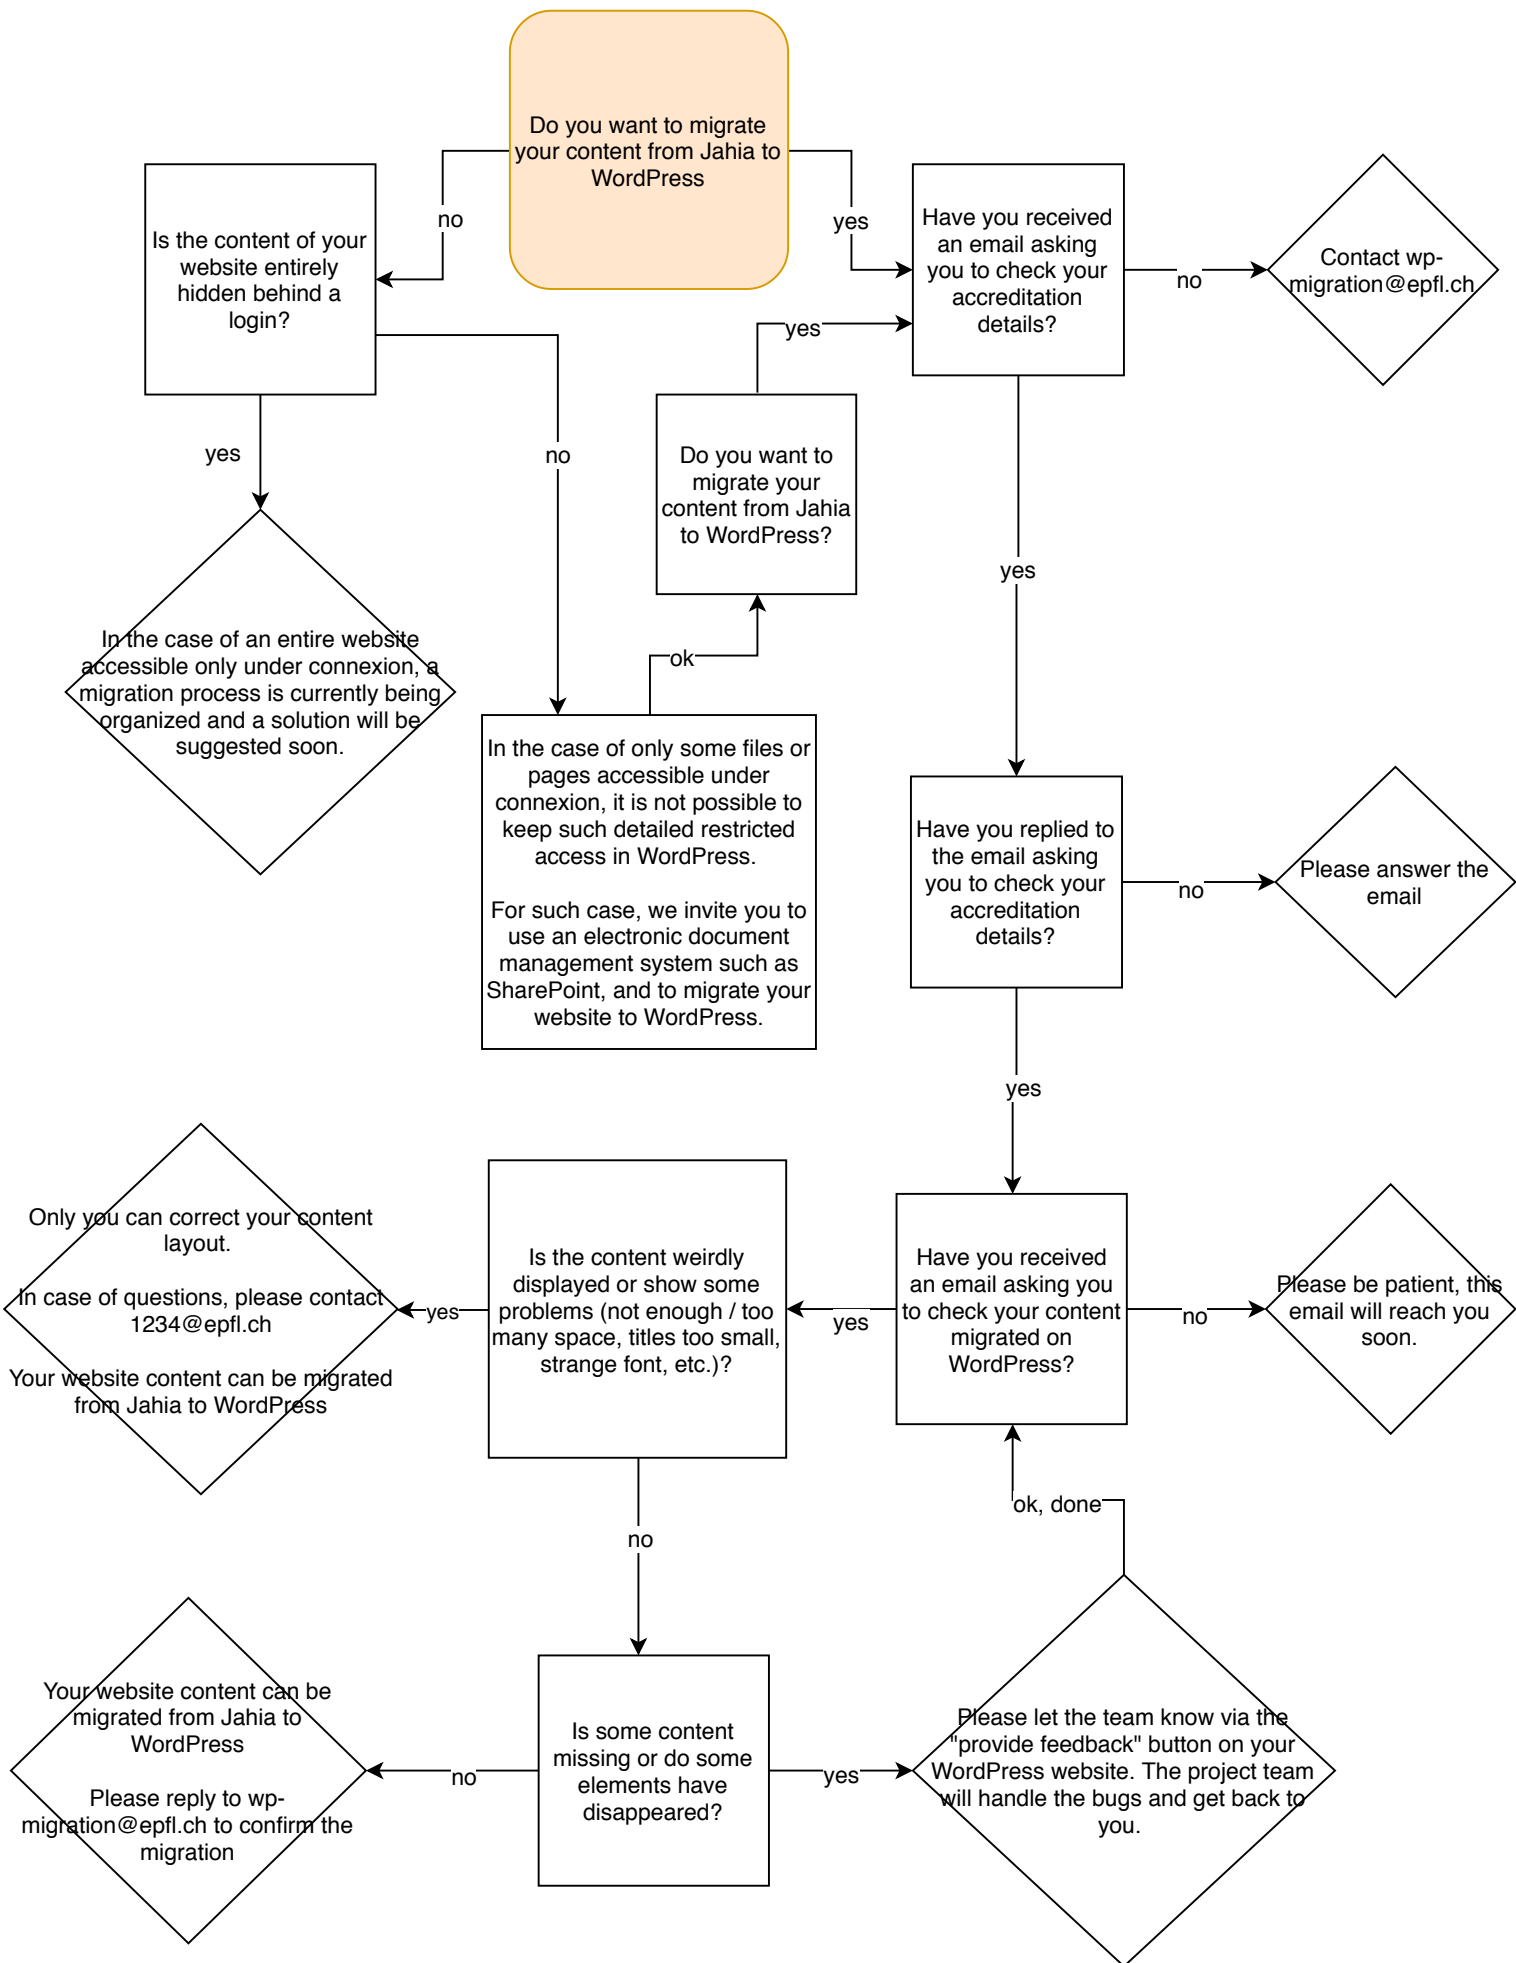 Do you want to migrate
your content from Jahia to
WordPress
no
yes
Is the content of your
website entirely
hidden behind a
login?
Have you received
an email asking
you to check your
accreditation
details?
no
Contact wp-
migration@epfl.ch
yes
no
yes
Do you want to
migrate your
content from Jahia
to WordPress?
yes
ok
In the case of an entire website
accessible only under connexion, a
migration process is currently being
organized and a solution will be
suggested soon.
In the case of only some files or
pages accessible under
connexion, it is not possible to
keep such detailed restricted
access in WordPress.
For such case, we invite you to
use an electronic document
management system such as
SharePoint, and to migrate your
website to WordPress.
Have you replied to
the email asking
you to check your
accreditation
details?
no
Please answer the
email
yes
Only you can correct your content
layout.
In case of questions, please contact
1234@epfl.ch
Your website content can be migrated
from Jahia to WordPress
yes
Is the content weirdly
displayed or show some
problems (not enough / too
many space, titles too small,
strange font, etc.)?
yes
Have you received
an email asking you
to check your content
migrated on
WordPress?
no
Please be patient, this
email will reach you
soon.
ok, done
no
Your website content can be
migrated from Jahia to
WordPress
Please reply to wp-
migration@epfl.ch to confirm the
migration
no
Is some content
missing or do some
elements have
disappeared?
yes
Please let the team know via the
"provide feedback" button on your
WordPress website. The project team
will handle the bugs and get back to
you.